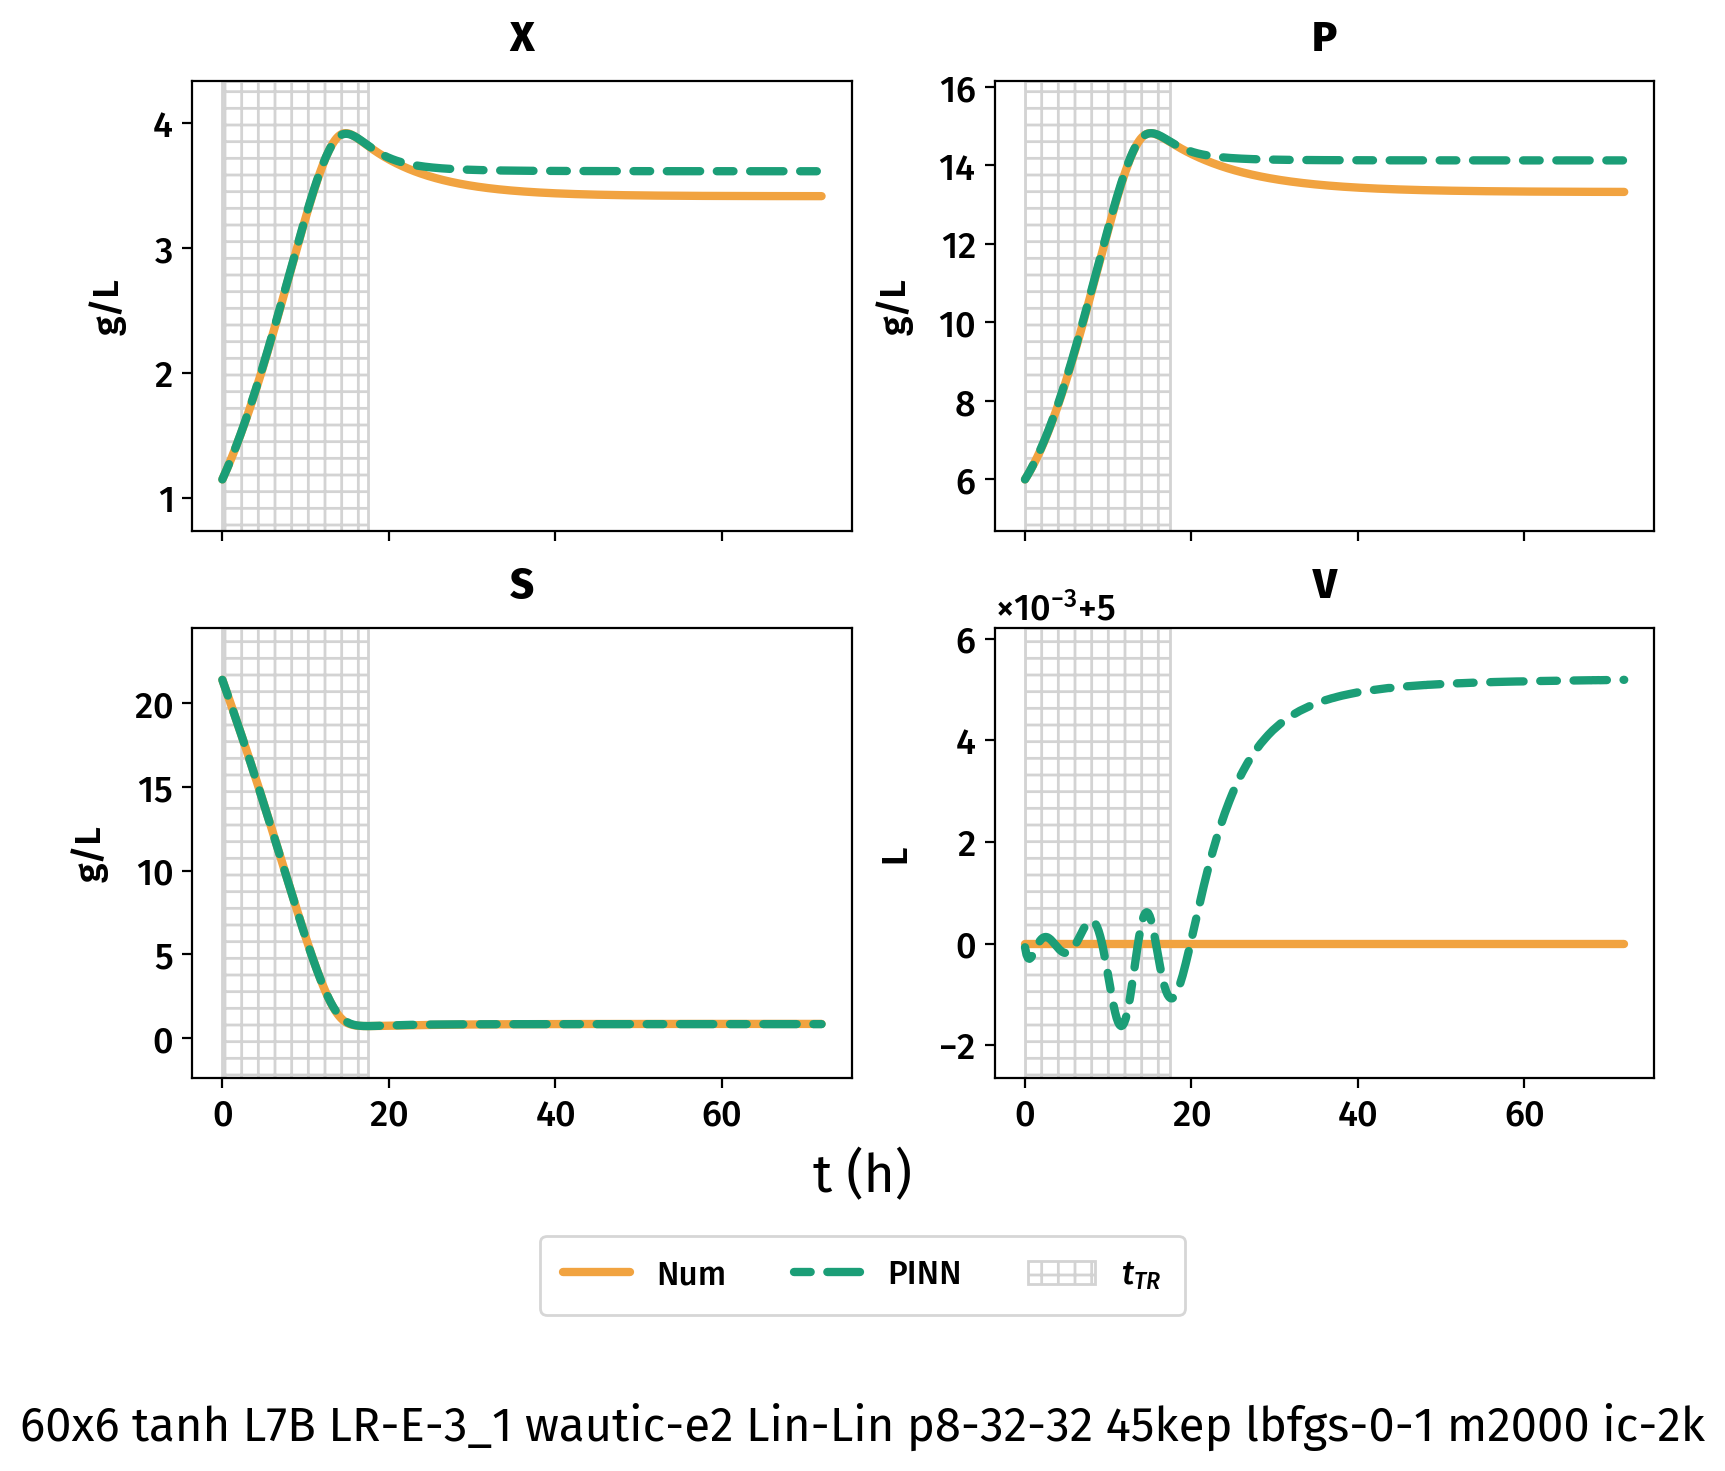 X
P
4
3
2
1
g/L
16
14
12
10
8
6
g/L
S
V
×10⁻³+5
20
15
10
5
0
g/L
0
20
40
60
6
4
2
0
−2
L
0
20
40
60
t (h)
Num
PINN
t_TR
60x6 tanh L7B LR-E-3_1 wautic-e2 Lin-Lin p8-32-32 45kep lbfgs-0-1 m2000 ic-2k